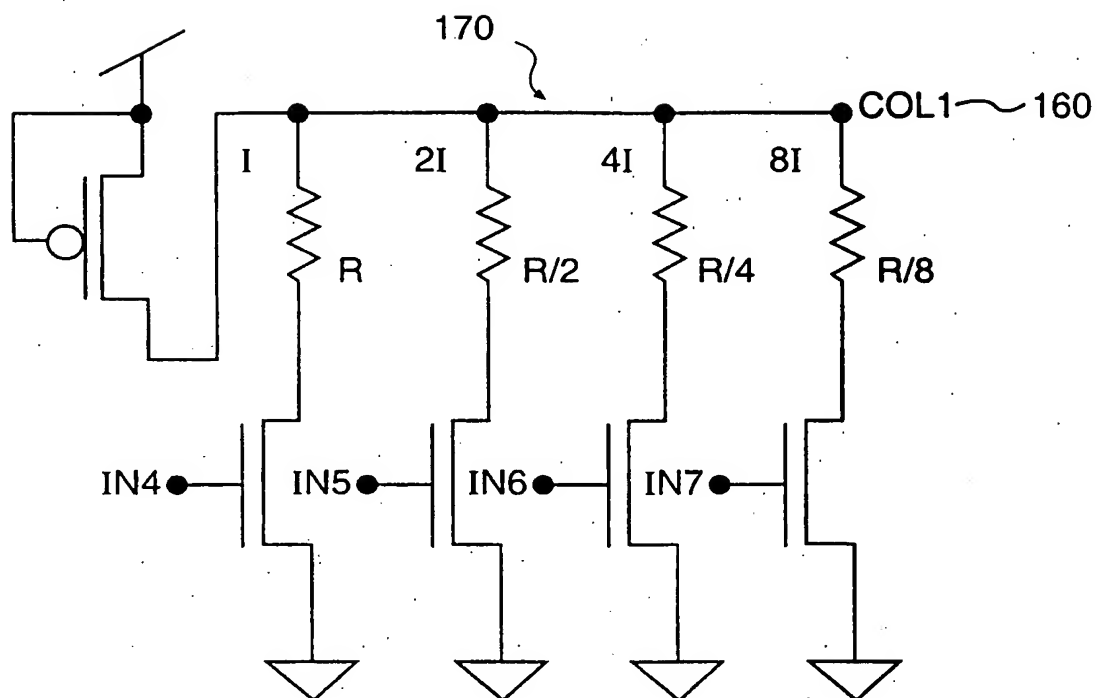 170
COL1 160
I 2I 4I 8I
R R/2 R/4 R/8
IN4 IN5 IN6 IN7